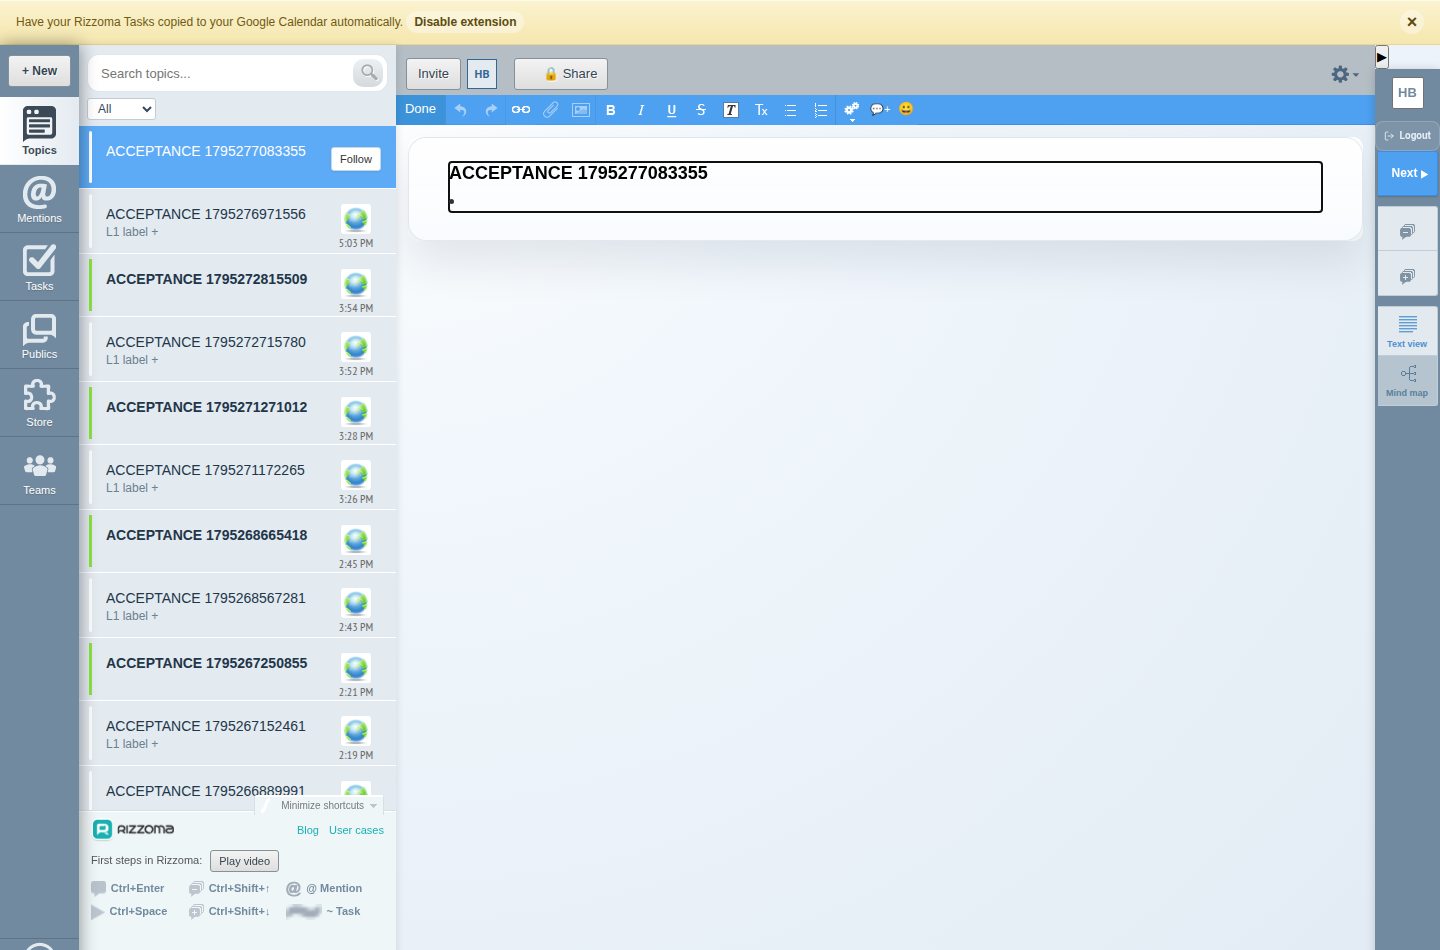 Have your Rizzoma Tasks copied to your Google Calendar automatically. Disable extension ✕
+ New
Topics
Mentions
Tasks
Publics
Store
Teams
Search topics...
All
ACCEPTANCE 1795277083355
Follow
ACCEPTANCE 1795276971556
L1 label +
5:03 PM
ACCEPTANCE 1795272815509
3:54 PM
ACCEPTANCE 1795272715780
L1 label +
3:52 PM
ACCEPTANCE 1795271271012
3:28 PM
ACCEPTANCE 1795271172265
L1 label +
3:26 PM
ACCEPTANCE 1795268665418
2:45 PM
ACCEPTANCE 1795268567281
L1 label +
2:43 PM
ACCEPTANCE 1795267250855
2:21 PM
ACCEPTANCE 1795267152461
L1 label +
2:19 PM
ACCEPTANCE 1795266889991
Minimize shortcuts
RIZZOMA Blog User cases
First steps in Rizzoma: Play video
Ctrl+Enter Ctrl+Shift+↑ @ @ Mention
Ctrl+Space Ctrl+Shift+↓ ~ Task
Invite HB 🔒 Share
Done B I U S T Tx 💬+ 😀
ACCEPTANCE 1795277083355
•
▶
HB
Logout
Next ▶
Text view
Mind map